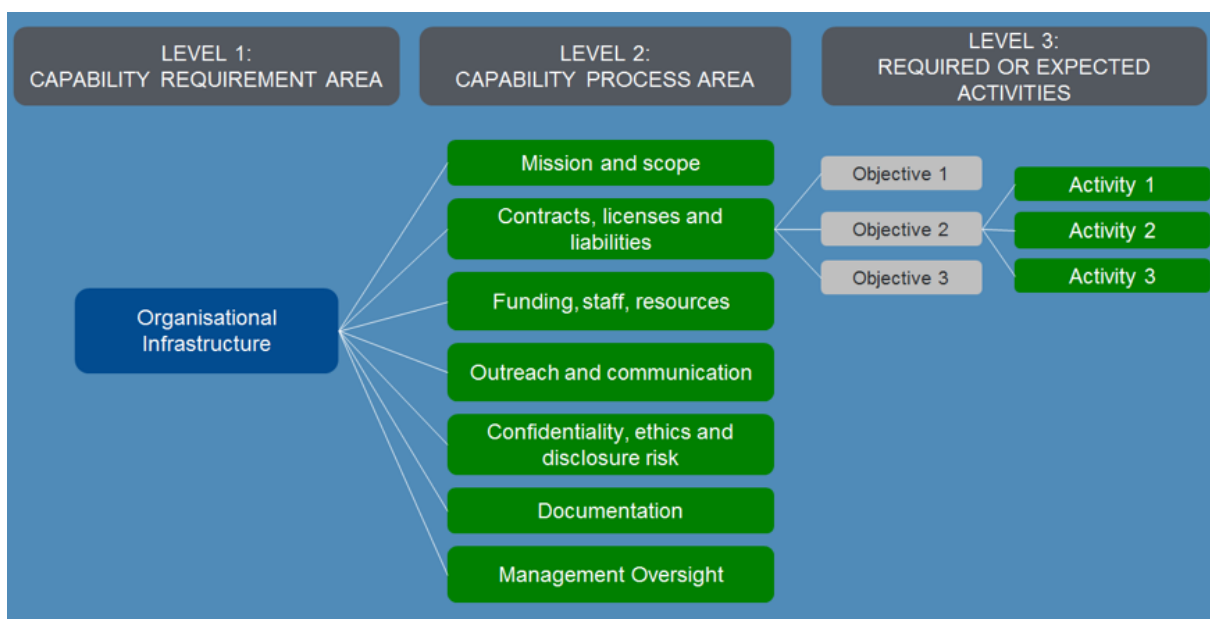 LEVEL 1:
CAPABILITY REQUIREMENT AREA
LEVEL 2:
CAPABILITY PROCESS AREA
LEVEL 3:
REQUIRED OR EXPECTED
ACTIVITIES
Organisational
Infrastructure
Mission and scope
Contracts, licenses and
liabilities
Funding, staff, resources
Outreach and communication
Confidentiality, ethics and
disclosure risk
Documentation
Management Oversight
Objective 1
Objective 2
Objective 3
Activity 1
Activity 2
Activity 3